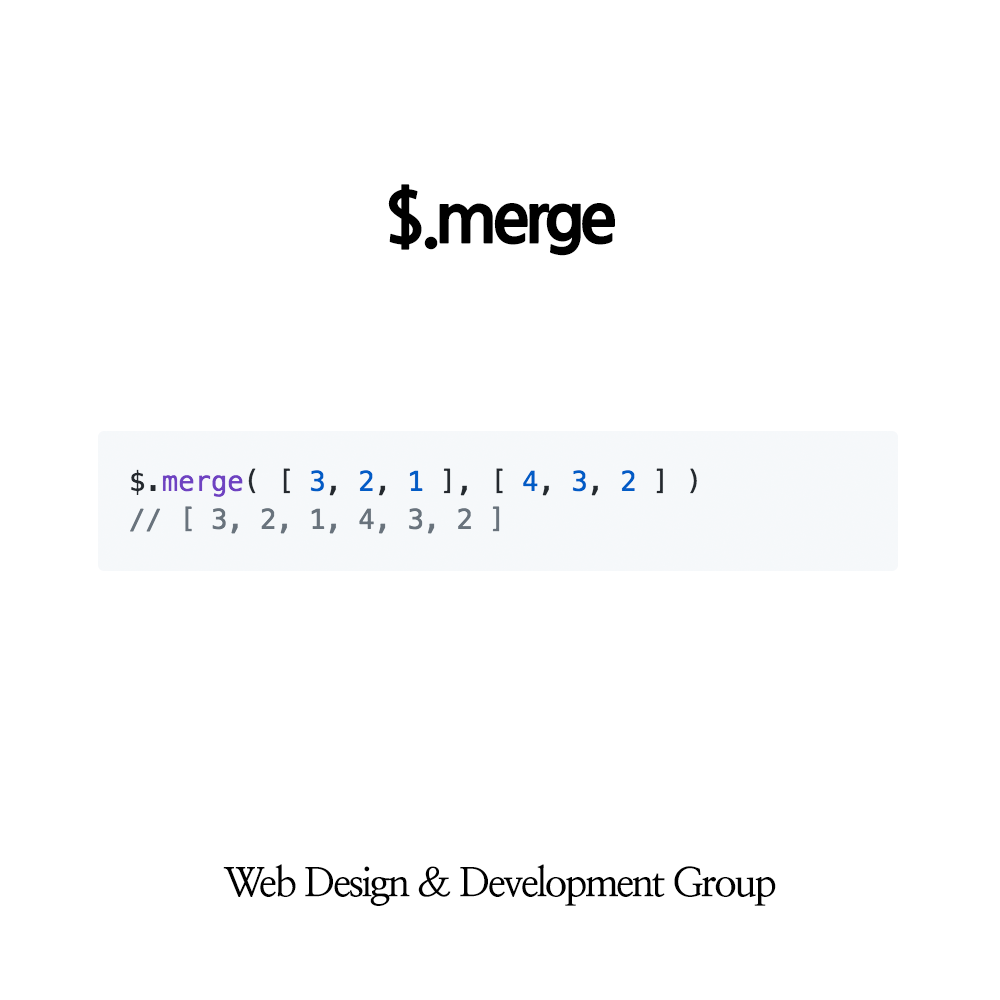 $.merge
$.merge( [ 3, 2, 1 ], [ 4, 3, 2 ] )
// [ 3, 2, 1, 4, 3, 2 ]
Web Design & Development Group